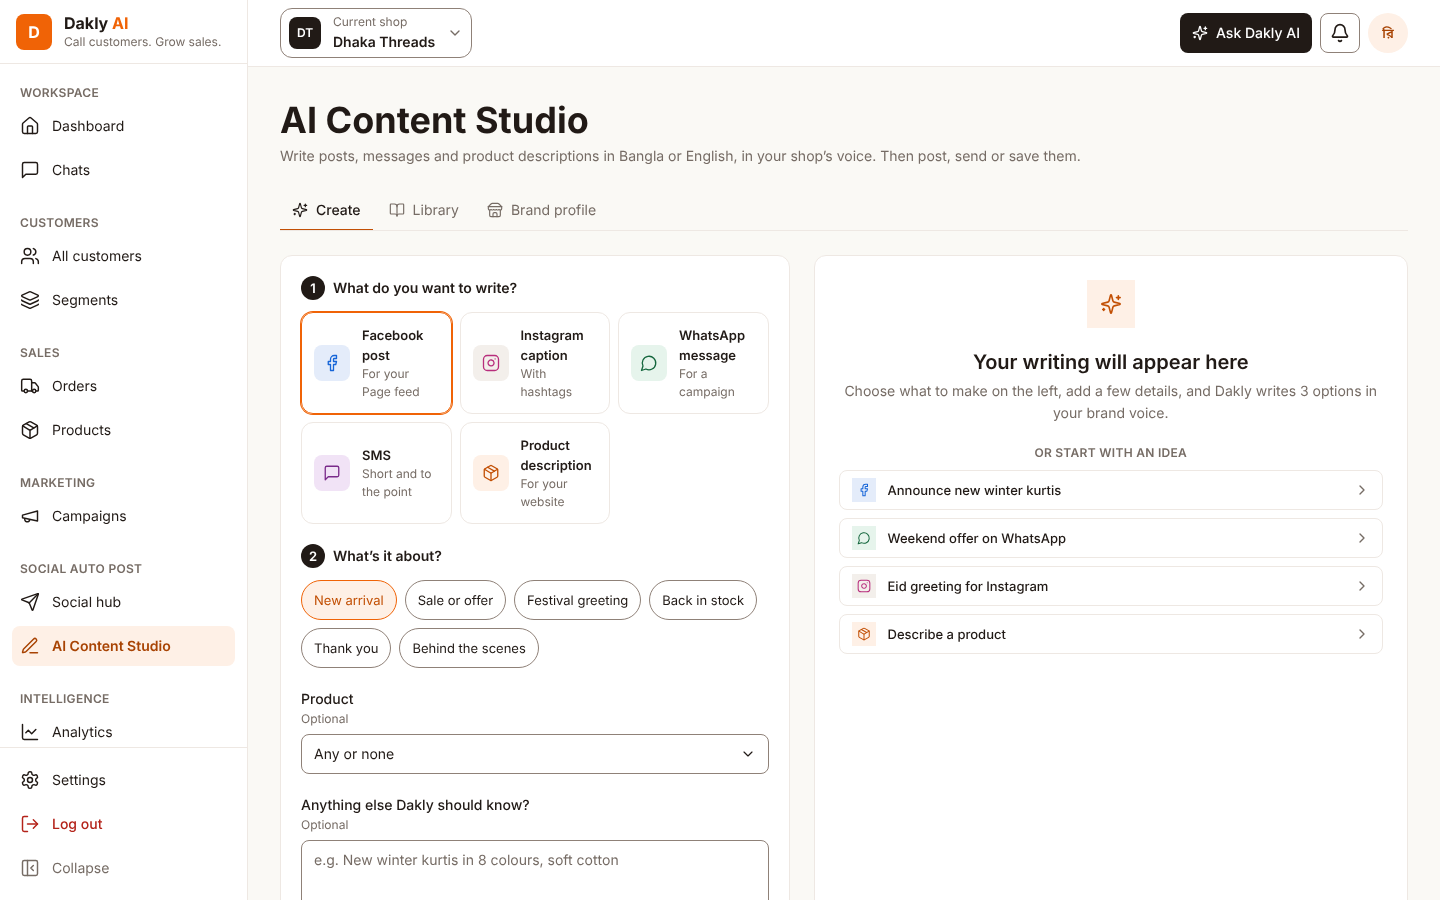 D
Dakly AI
Call customers. Grow sales.
WORKSPACE
Dashboard
Chats
CUSTOMERS
All customers
Segments
SALES
Orders
Products
MARKETING
Campaigns
SOCIAL AUTO POST
Social hub
AI Content Studio
INTELLIGENCE
Analytics
Settings
Log out
Collapse
DT
Current shop
Dhaka Threads
Ask Dakly AI
রি
AI Content Studio
Write posts, messages and product descriptions in Bangla or English, in your shop’s voice. Then post, send or save them.
Create
Library
Brand profile
1 What do you want to write?
Facebook
post
For your
Page feed
Instagram
caption
With
hashtags
WhatsApp
message
For a
campaign
SMS
Short and to
the point
Product
description
For your
website
2 What’s it about?
New arrival
Sale or offer
Festival greeting
Back in stock
Thank you
Behind the scenes
Product
Optional
Any or none
Anything else Dakly should know?
Optional
e.g. New winter kurtis in 8 colours, soft cotton
Your writing will appear here
Choose what to make on the left, add a few details, and Dakly writes 3 options in
your brand voice.
OR START WITH AN IDEA
Announce new winter kurtis
Weekend offer on WhatsApp
Eid greeting for Instagram
Describe a product